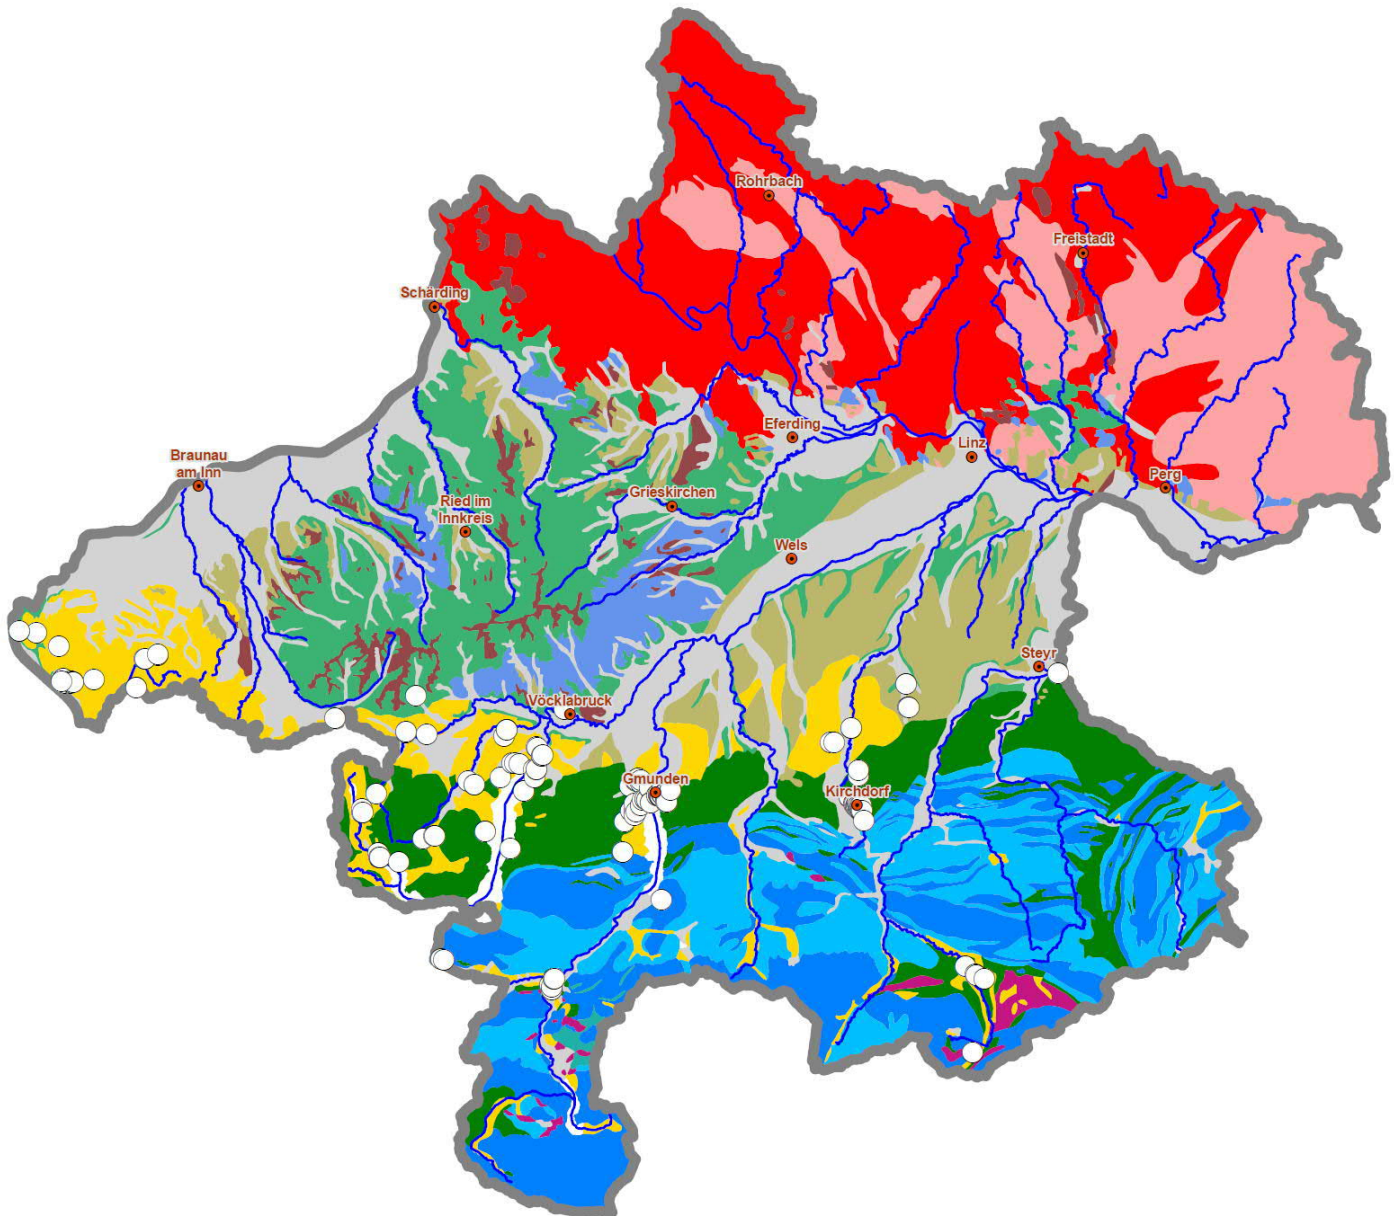 Rohrbach
Freistadt
Schärding
Eferding
Linz
Braunau
am Inn
Perg
Grieskirchen
Ried im
Innkreis
Wels
Steyr
Vöcklabruck
Gmunden
Kirchdorf